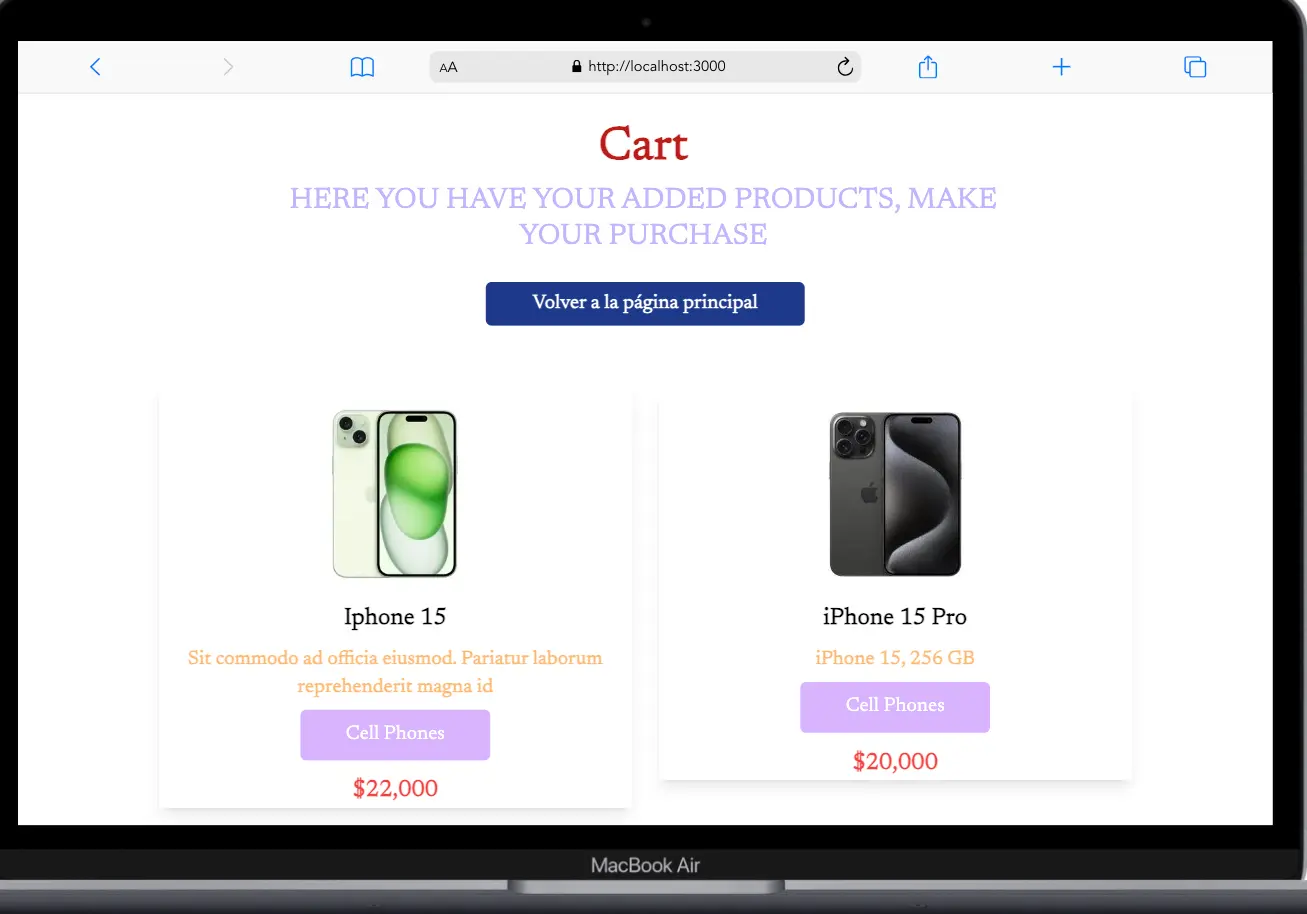 AA
http://localhost:3000
Cart
HERE YOU HAVE YOUR ADDED PRODUCTS, MAKE
YOUR PURCHASE
Volver a la página principal
Iphone 15
Sit commodo ad officia eiusmod. Pariatur laborum
reprehenderit magna id
Cell Phones
$22,000
iPhone 15 Pro
iPhone 15, 256 GB
Cell Phones
$20,000
MacBook Air